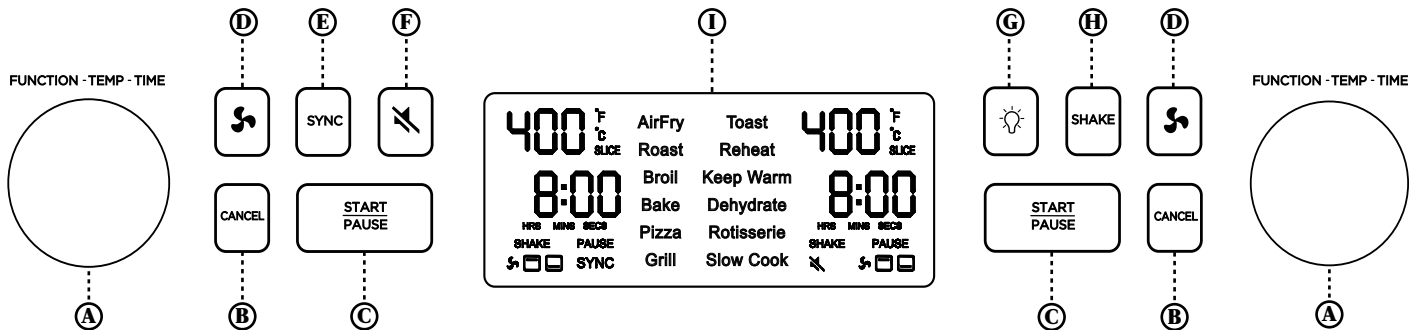 D E F I G H D
FUNCTION - TEMP - TIME FUNCTION - TEMP - TIME
SYNC SHAKE
400 °F AirFry Toast 400 °F
°C °C
SLICE Roast Reheat SLICE
8:00 Broil Keep Warm 8:00
CANCEL START Bake Dehydrate START CANCEL
PAUSE PAUSE
HRS MINS SECS Pizza Rotisserie HRS MINS SECS
SHAKE PAUSE SHAKE PAUSE
SYNC Grill Slow Cook
A B C C B A